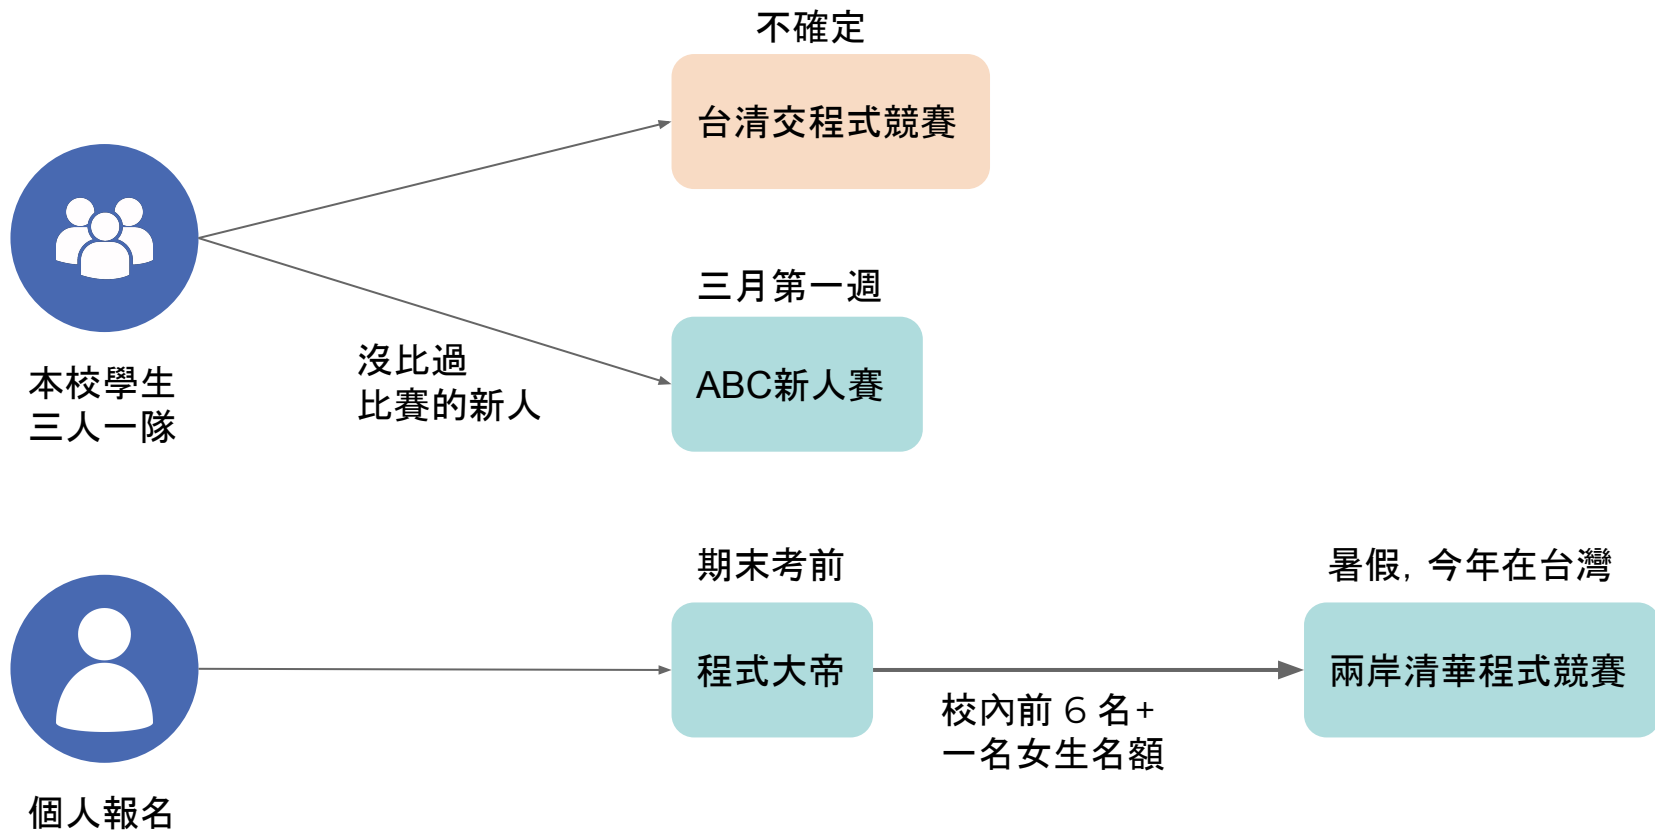 不確定
台清交程式競賽
本校學生
三人一隊
沒比過
比賽的新人
三月第一週
ABC新人賽
個人報名
期末考前
程式大帝
校內前 6 名+
一名女生名額
暑假, 今年在台灣
兩岸清華程式競賽